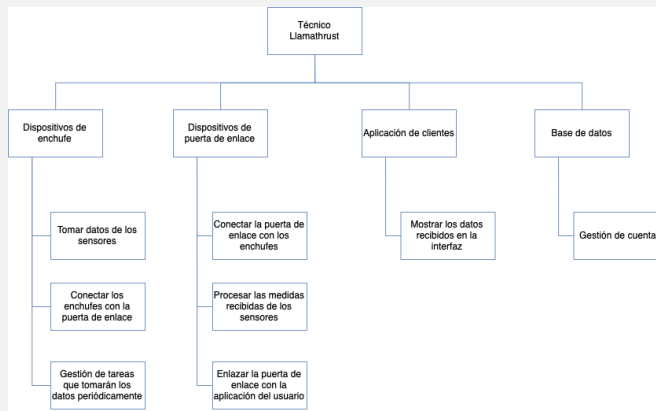 Técnico
Llamathrust
Dispositivos de
enchufe
Dispositivos de
puerta de enlace
Aplicación de clientes
Base de datos
Tomar datos de los
sensores
Conectar la puerta de
enlace con los
enchufes
Mostrar los datos
recibidos en la
interfaz
Gestión de cuenta
Conectar los
enchufes con la
puerta de enlace
Procesar las medidas
recibidas de los
sensores
Gestión de tareas
que tomarán los
datos periódicamente
Enlazar la puerta de
enlace con la
aplicación del usuario